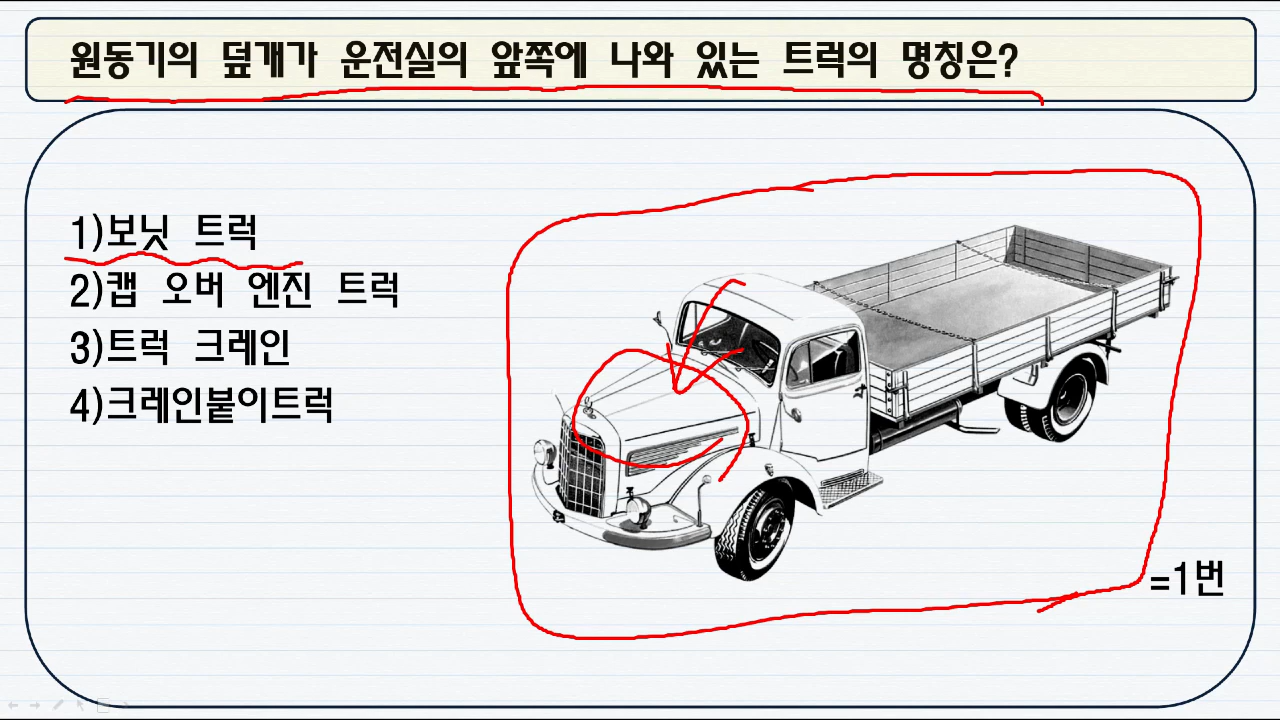 원동기의 덮개가 운전실의 앞쪽에 나와 있는 트럭의 명칭은?
1)보닛 트럭
2)캡 오버 엔진 트럭
3)트럭 크레인
4)크레인붙이트럭
=1번